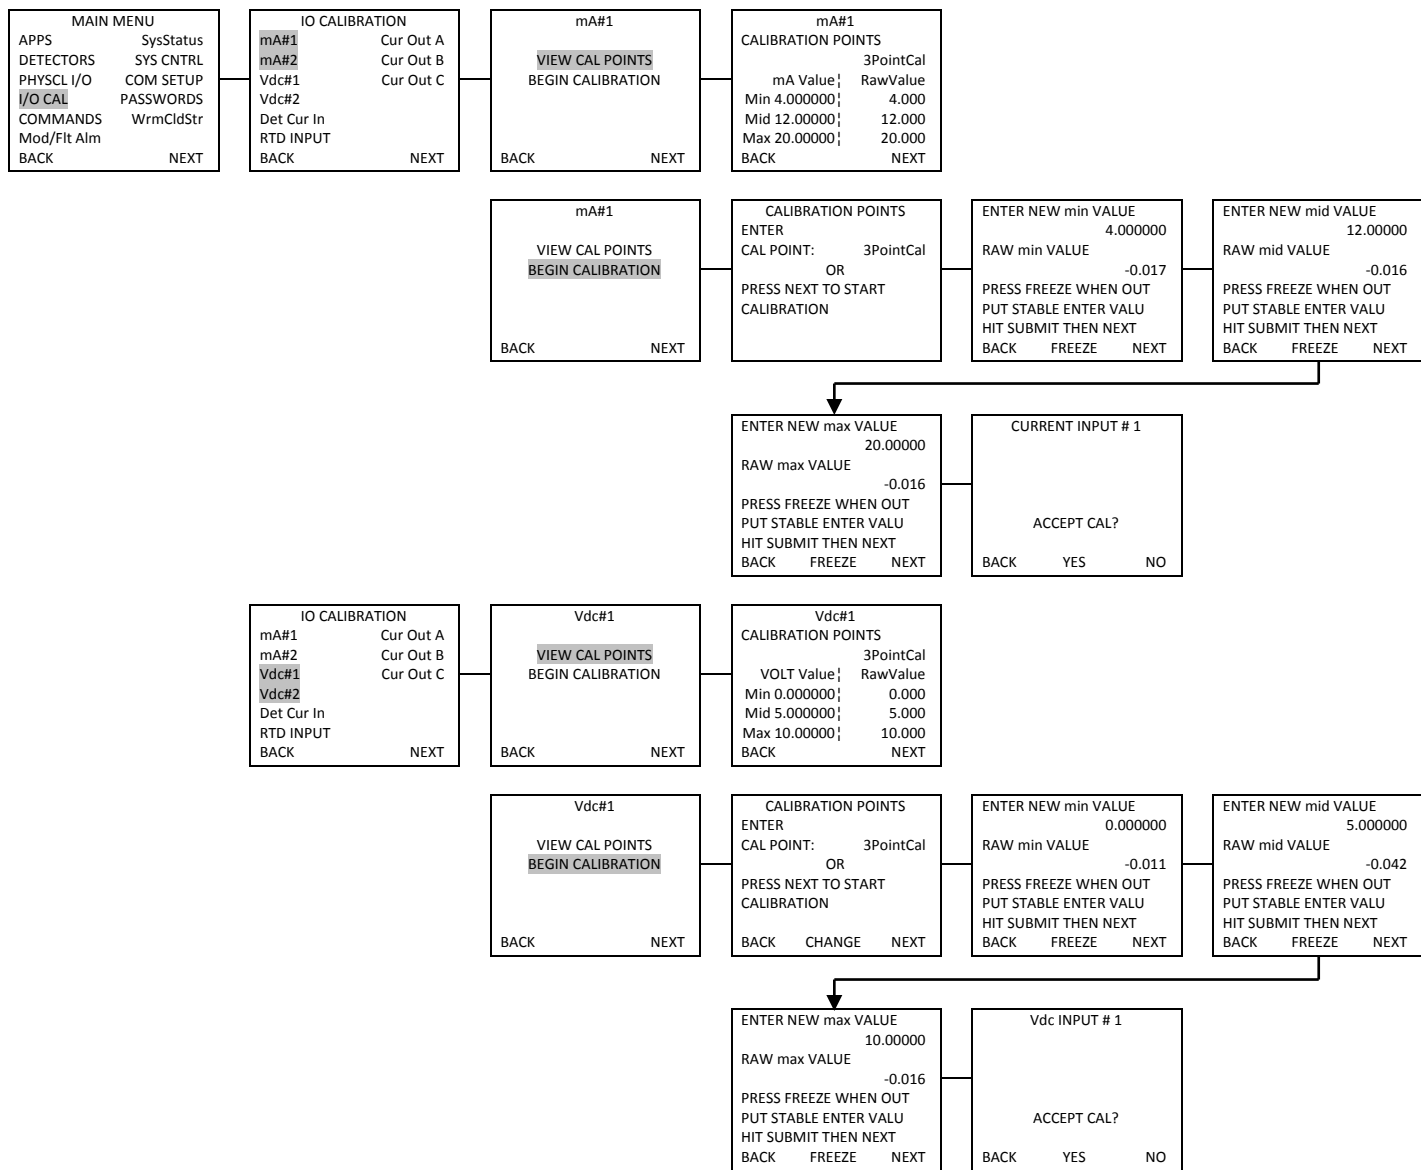 MAIN MENU
APPS SysStatus
DETECTORS SYS CNTRL
PHYSCL I/O COM SETUP
I/O CAL PASSWORDS
COMMANDS WrmCldStr
Mod/Flt Alm
BACK NEXT
IO CALIBRATION
mA#1 Cur Out A
mA#2 Cur Out B
Vdc#1 Cur Out C
Vdc#2
Det Cur In
RTD INPUT
BACK NEXT
mA#1
VIEW CAL POINTS
BEGIN CALIBRATION
BACK NEXT
mA#1
CALIBRATION POINTS
3PointCal
mA Value¦ RawValue
Min 4.000000¦ 4.000
Mid 12.00000¦ 12.000
Max 20.00000¦ 20.000
BACK NEXT
mA#1
VIEW CAL POINTS
BEGIN CALIBRATION
BACK NEXT
CALIBRATION POINTS
ENTER
CAL POINT: 3PointCal
OR
PRESS NEXT TO START
CALIBRATION
ENTER NEW min VALUE
4.000000
RAW min VALUE
-0.017
PRESS FREEZE WHEN OUT
PUT STABLE ENTER VALU
HIT SUBMIT THEN NEXT
BACK FREEZE NEXT
ENTER NEW mid VALUE
12.00000
RAW mid VALUE
-0.016
PRESS FREEZE WHEN OUT
PUT STABLE ENTER VALU
HIT SUBMIT THEN NEXT
BACK FREEZE NEXT
ENTER NEW max VALUE
20.00000
RAW max VALUE
-0.016
PRESS FREEZE WHEN OUT
PUT STABLE ENTER VALU
HIT SUBMIT THEN NEXT
BACK FREEZE NEXT
CURRENT INPUT # 1
ACCEPT CAL?
BACK YES NO
IO CALIBRATION
mA#1 Cur Out A
mA#2 Cur Out B
Vdc#1 Cur Out C
Vdc#2
Det Cur In
RTD INPUT
BACK NEXT
Vdc#1
VIEW CAL POINTS
BEGIN CALIBRATION
BACK NEXT
Vdc#1
CALIBRATION POINTS
3PointCal
VOLT Value¦ RawValue
Min 0.000000¦ 0.000
Mid 5.000000¦ 5.000
Max 10.00000¦ 10.000
BACK NEXT
Vdc#1
VIEW CAL POINTS
BEGIN CALIBRATION
BACK NEXT
CALIBRATION POINTS
ENTER
CAL POINT: 3PointCal
OR
PRESS NEXT TO START
CALIBRATION
BACK CHANGE NEXT
ENTER NEW min VALUE
0.000000
RAW min VALUE
-0.011
PRESS FREEZE WHEN OUT
PUT STABLE ENTER VALU
HIT SUBMIT THEN NEXT
BACK FREEZE NEXT
ENTER NEW mid VALUE
5.000000
RAW mid VALUE
-0.042
PRESS FREEZE WHEN OUT
PUT STABLE ENTER VALU
HIT SUBMIT THEN NEXT
BACK FREEZE NEXT
ENTER NEW max VALUE
10.00000
RAW max VALUE
-0.016
PRESS FREEZE WHEN OUT
PUT STABLE ENTER VALU
HIT SUBMIT THEN NEXT
BACK FREEZE NEXT
Vdc INPUT # 1
ACCEPT CAL?
BACK YES NO